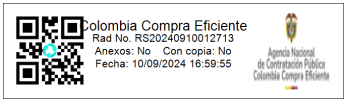 Colombia Compra Eficiente
Rad No. RS20240910012713
Anexos: No Con copia: No
Fecha: 10/09/2024 16:59:55
Agencia Nacional
de Contratación Pública
Colombia Compra Eficiente